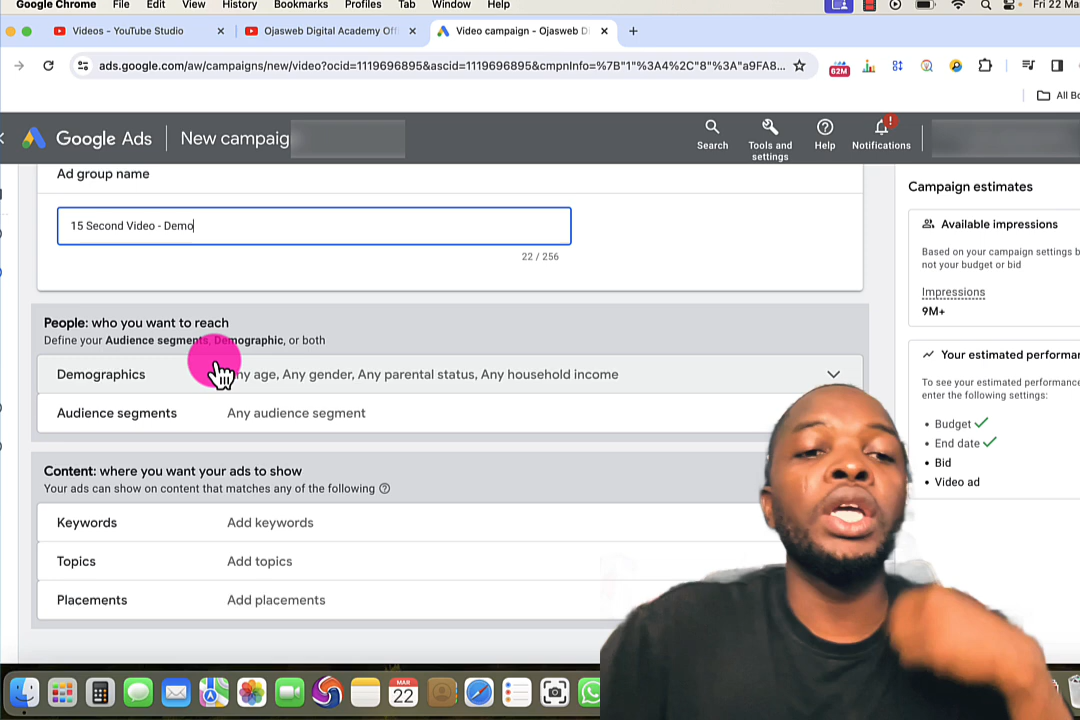 Google Chrome File Edit View History Bookmarks Profiles Tab Window Help Fri 22 Mar
Videos - YouTube Studio
Ojasweb Digital Academy Off
Video campaign - Ojasweb Di
ads.google.com/aw/campaigns/new/video?ocid=1119696895&ascid=1119696895&cmpnInfo=%7B"1"%3A4%2C"8"%3A"a9FA8...
62M
All Bo
Google Ads
New campaig
Search
Tools and settings
Help
Notifications
Ad group name
15 Second Video - Demo
22 / 256
People: who you want to reach
Define your Audience segments, Demographic, or both
Demographics
ny age, Any gender, Any parental status, Any household income
Audience segments
Any audience segment
Content: where you want your ads to show
Your ads can show on content that matches any of the following
Keywords
Add keywords
Topics
Add topics
Placements
Add placements
Campaign estimates
Available impressions
Based on your campaign settings b
not your budget or bid
Impressions
9M+
Your estimated performan
To see your estimated performance
enter the following settings:
• Budget
• End date
• Bid
• Video ad
MAR
22